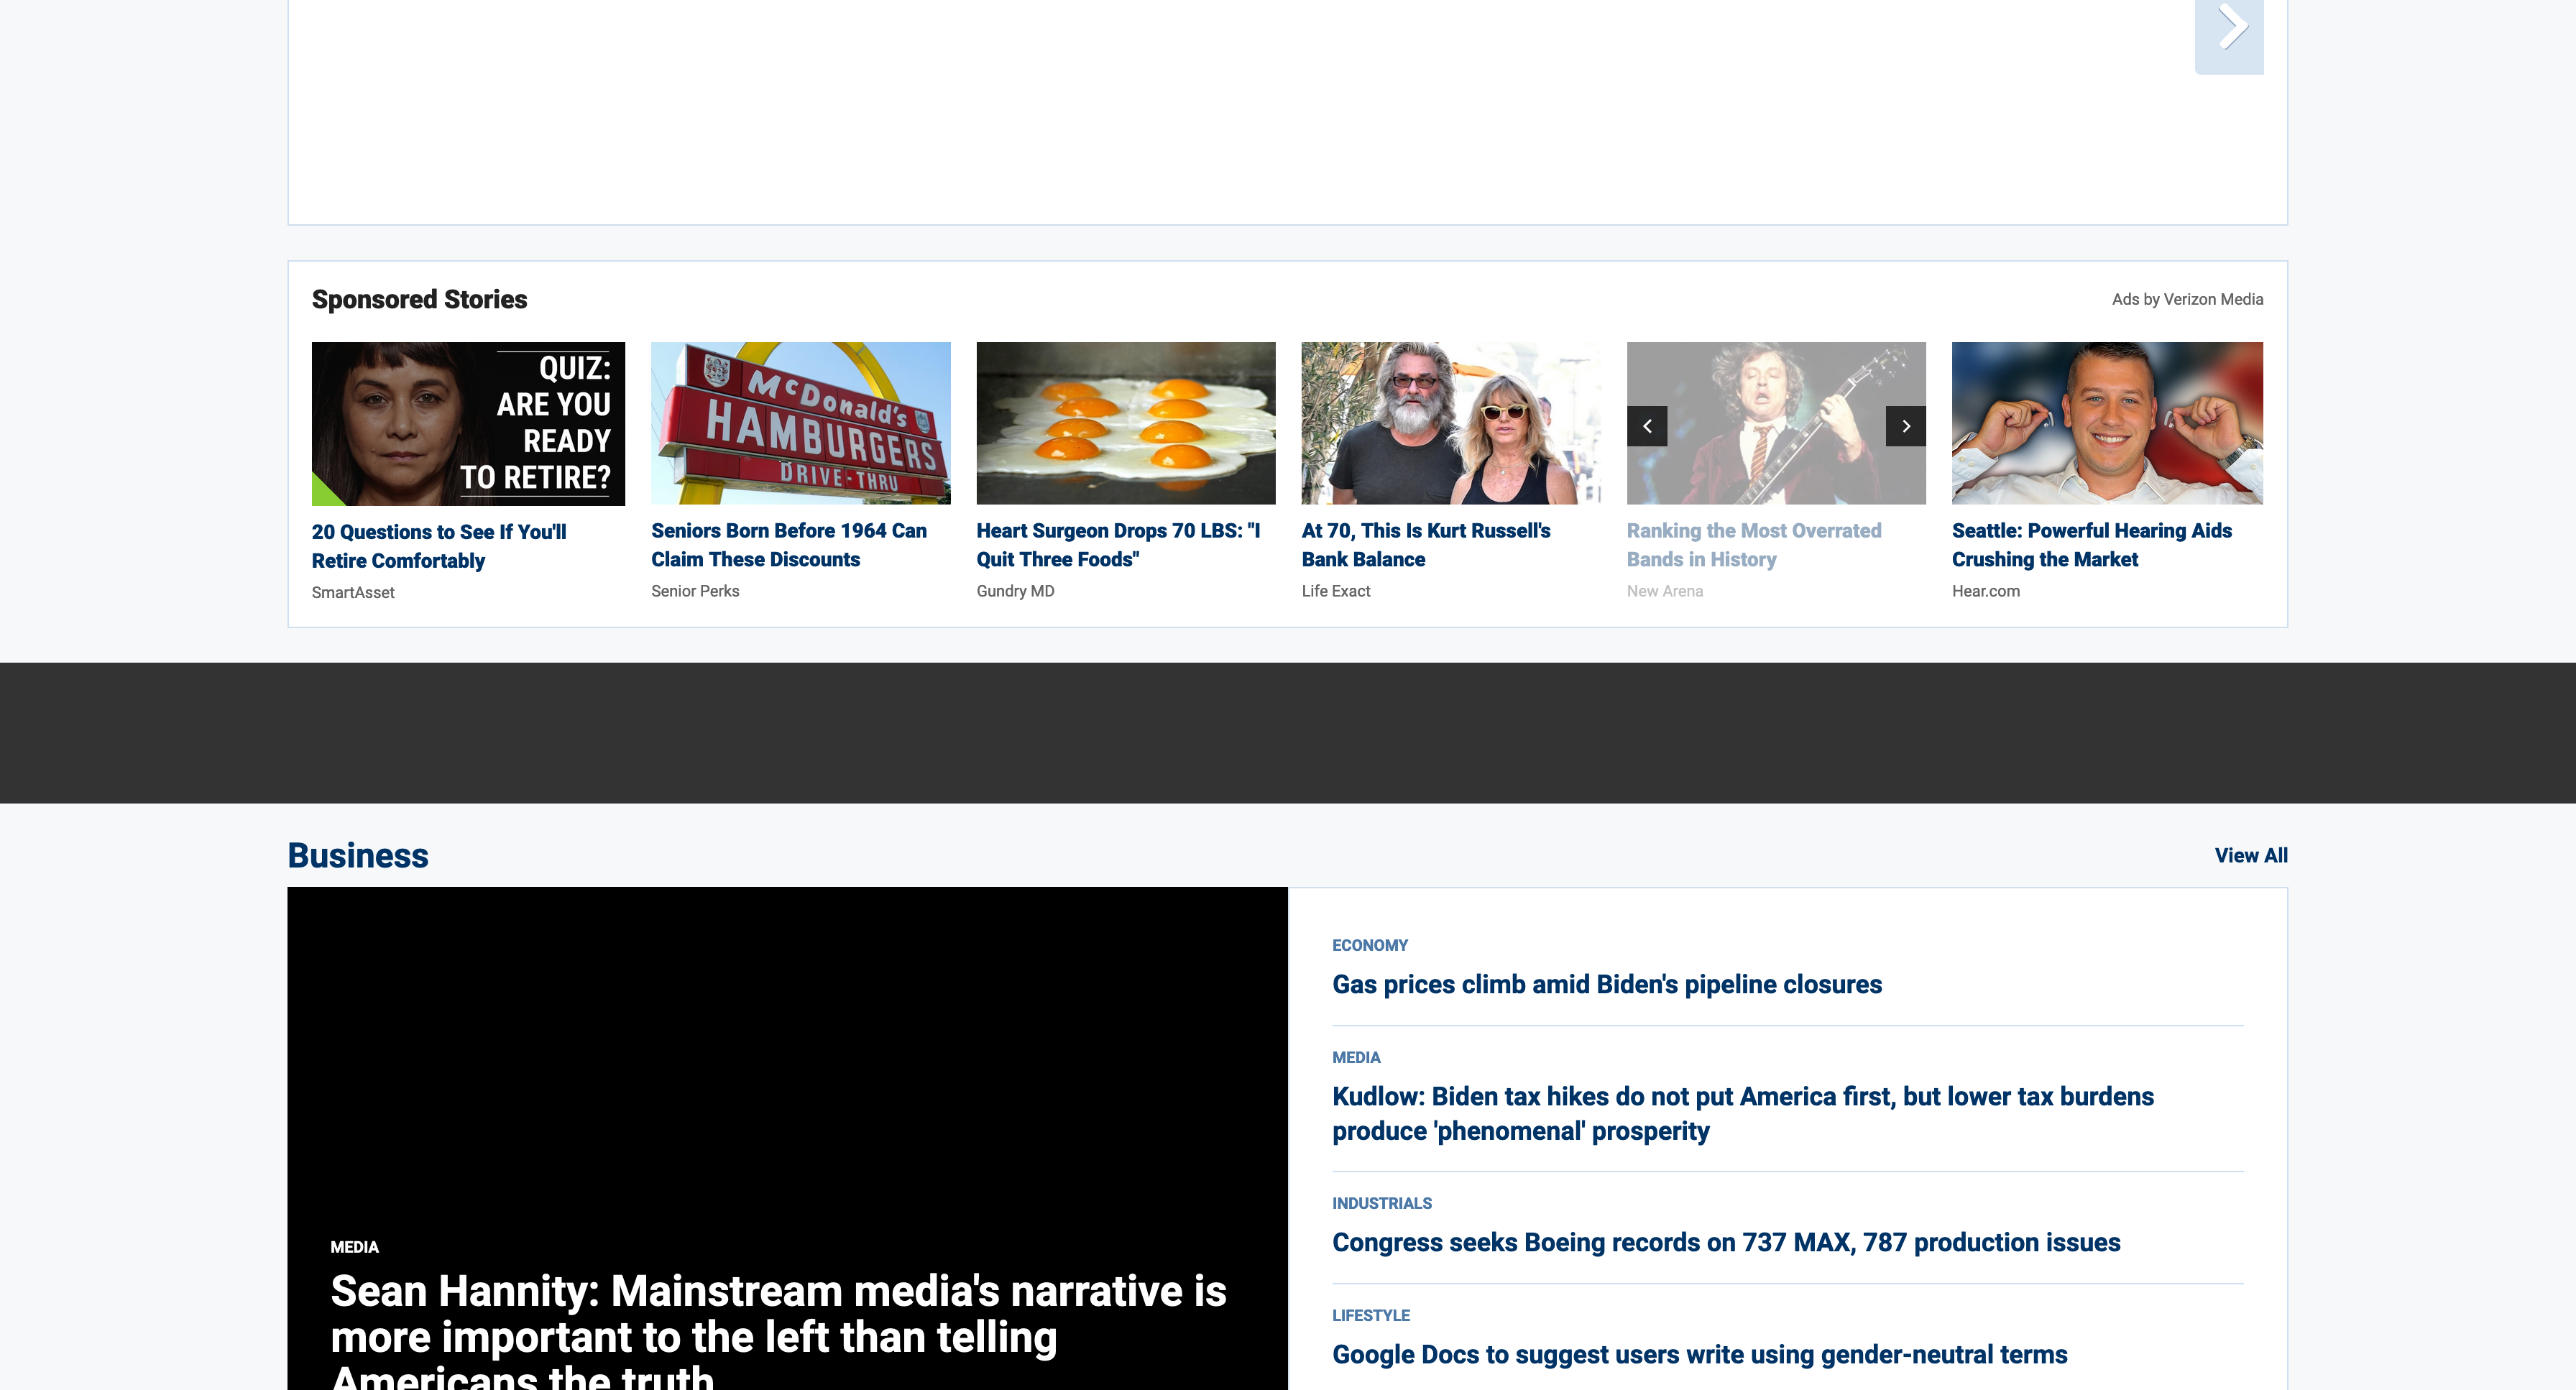 Sponsored Stories
Ads by Verizon Media
QUIZ:
ARE YOU
READY
TO RETIRE?
20 Questions to See If You'll
Retire Comfortably
SmartAsset
McDonald's
HAMBURGERS
DRIVE-THRU
Seniors Born Before 1964 Can
Claim These Discounts
Senior Perks
Heart Surgeon Drops 70 LBS: "I
Quit Three Foods"
Gundry MD
At 70, This Is Kurt Russell's
Bank Balance
Life Exact
Ranking the Most Overrated
Bands in History
New Arena
Seattle: Powerful Hearing Aids
Crushing the Market
Hear.com
Business
View All
MEDIA
Sean Hannity: Mainstream media's narrative is
more important to the left than telling
Americans the truth
ECONOMY
Gas prices climb amid Biden's pipeline closures
MEDIA
Kudlow: Biden tax hikes do not put America first, but lower tax burdens
produce 'phenomenal' prosperity
INDUSTRIALS
Congress seeks Boeing records on 737 MAX, 787 production issues
LIFESTYLE
Google Docs to suggest users write using gender-neutral terms